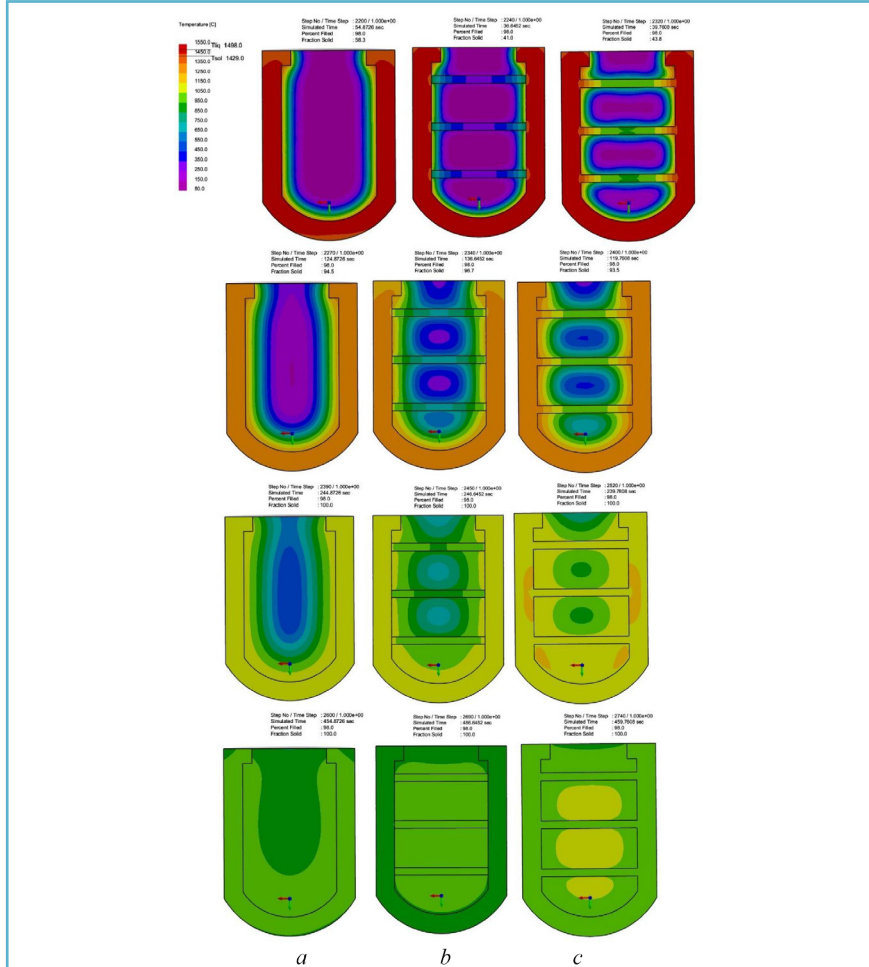 Temperature [C]
1550.0
Tliq 1498.0
1450.0
Tsol 1429.0
1350.0
1250.0
1150.0
1050.0
950.0
850.0
750.0
650.0
550.0
450.0
350.0
250.0
150.0
50.0
Step No / Time Step : 2200 / 1.000e+00
Simulated Time : 54.8726 sec
Percent Filled : 98.0
Fraction Solid : 58.3
Step No / Time Step : 2240 / 1.000e+00
Simulated Time : 36.6452 sec
Percent Filled : 98.0
Fraction Solid : 41.0
Step No / Time Step : 2320 / 1.000e+00
Simulated Time : 39.7608 sec
Percent Filled : 98.0
Fraction Solid : 43.8
Step No / Time Step : 2270 / 1.000e+00
Simulated Time : 124.8726 sec
Percent Filled : 98.0
Fraction Solid : 94.5
Step No / Time Step : 2340 / 1.000e+00
Simulated Time : 136.6452 sec
Percent Filled : 98.0
Fraction Solid : 96.7
Step No / Time Step : 2400 / 1.000e+00
Simulated Time : 119.7608 sec
Percent Filled : 98.0
Fraction Solid : 93.5
Step No / Time Step : 2390 / 1.000e+00
Simulated Time : 244.8726 sec
Percent Filled : 98.0
Fraction Solid : 100.0
Step No / Time Step : 2450 / 1.000e+00
Simulated Time : 246.6452 sec
Percent Filled : 98.0
Fraction Solid : 100.0
Step No / Time Step : 2520 / 1.000e+00
Simulated Time : 239.7608 sec
Percent Filled : 98.0
Fraction Solid : 100.0
Step No / Time Step : 2600 / 1.000e+00
Simulated Time : 454.8726 sec
Percent Filled : 98.0
Fraction Solid : 100.0
Step No / Time Step : 2690 / 1.000e+00
Simulated Time : 486.6452 sec
Percent Filled : 98.0
Fraction Solid : 100.0
Step No / Time Step : 2740 / 1.000e+00
Simulated Time : 459.7608 sec
Percent Filled : 98.0
Fraction Solid : 100.0
a b c